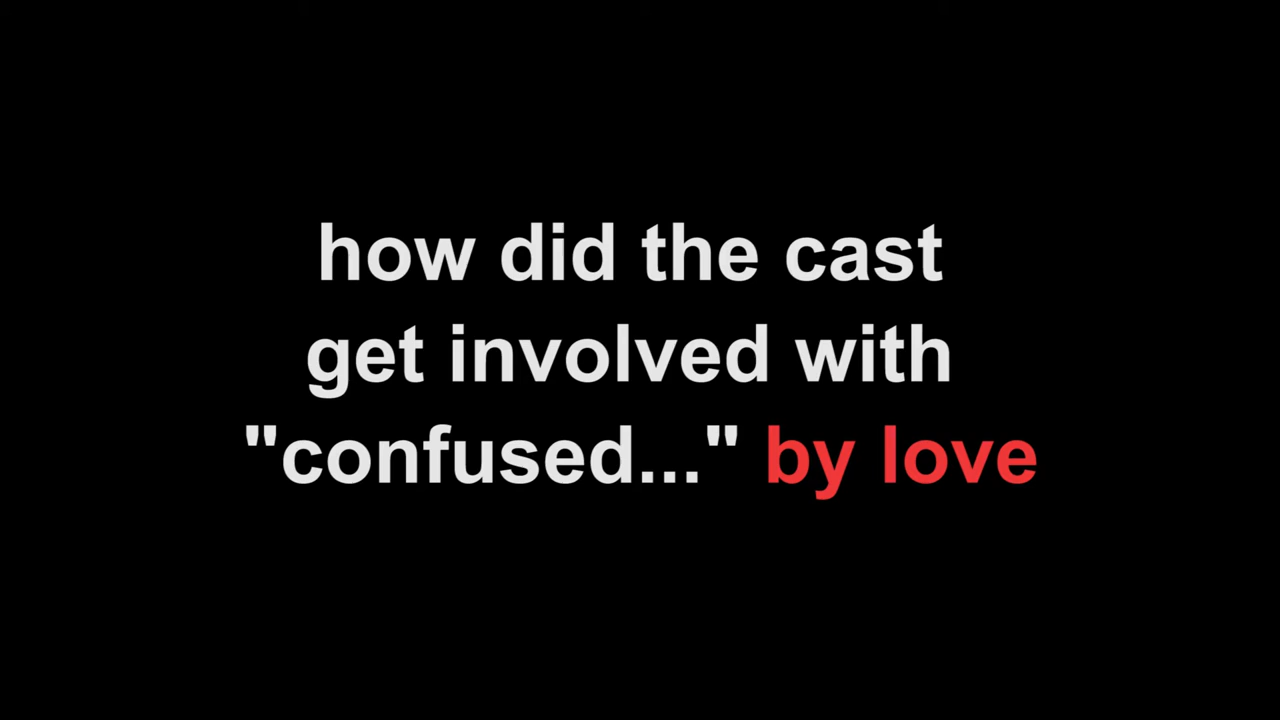 how did the cast
get involved with
"confused..." by love